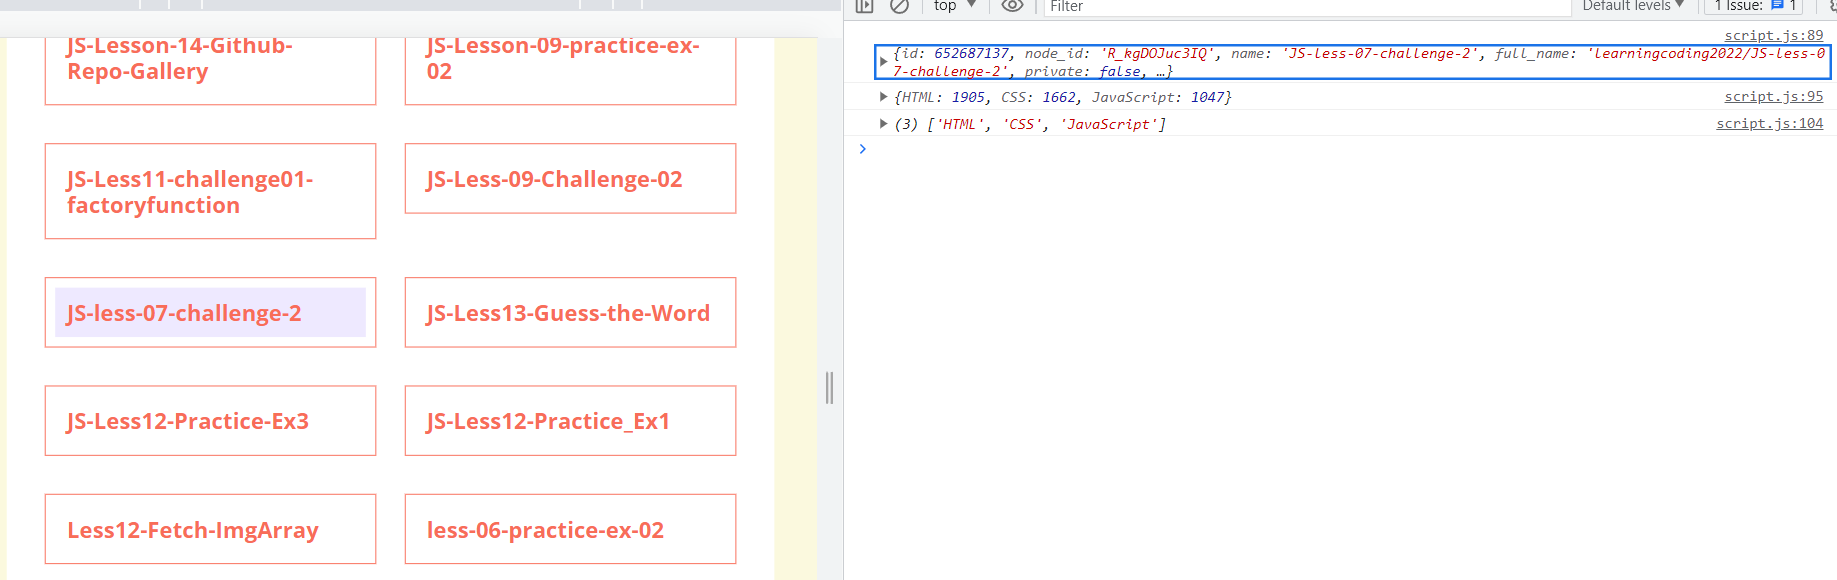 JS-Lesson-14-Github-
Repo-Gallery
JS-Lesson-09-practice-ex-
02
JS-Less11-challenge01-
factoryfunction
JS-Less-09-Challenge-02
JS-less-07-challenge-2
JS-Less13-Guess-the-Word
JS-Less12-Practice-Ex3
JS-Less12-Practice_Ex1
Less12-Fetch-ImgArray
less-06-practice-ex-02
top
Filter
Default levels
1 Issue: 1
script.js:89
{id: 652687137, node_id: 'R_kgDOJuc3IQ', name: 'JS-less-07-challenge-2', full_name: 'learningcoding2022/JS-less-0
7-challenge-2', private: false, …}
{HTML: 1905, CSS: 1662, JavaScript: 1047}
script.js:95
(3) ['HTML', 'CSS', 'JavaScript']
script.js:104